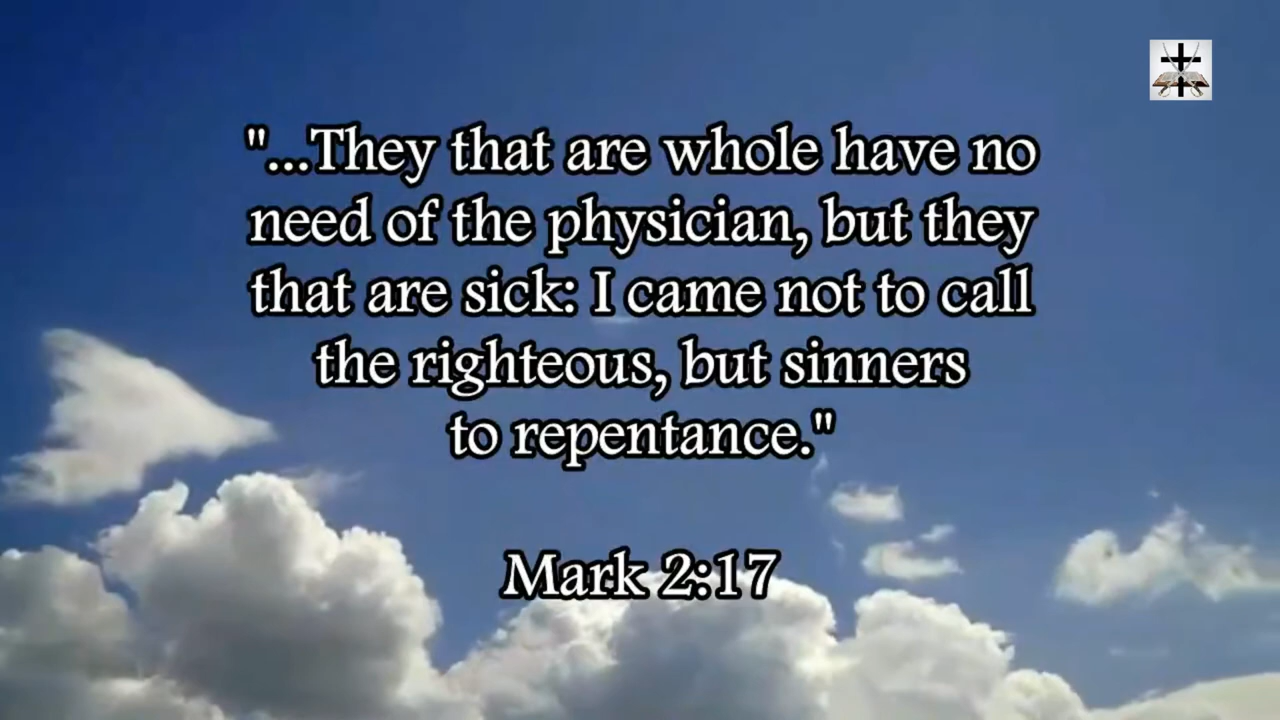 "...They that are whole have no
need of the physician, but they
that are sick: I came not to call
the righteous, but sinners
to repentance."
Mark 2:17